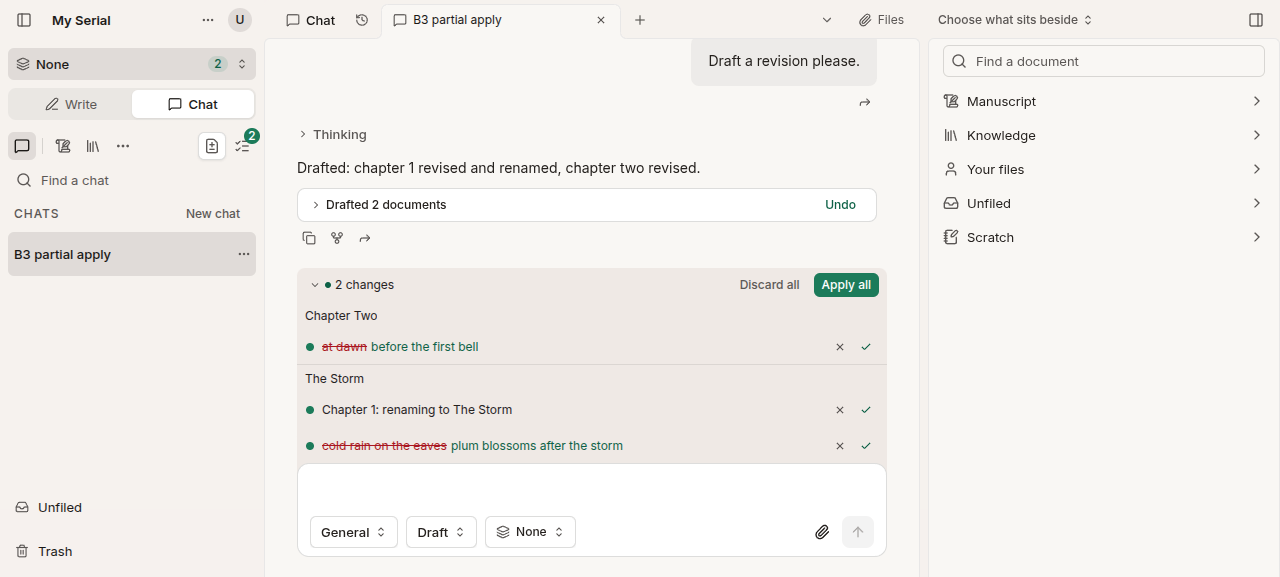 My Serial
U
None
2
Write
Chat
2
Find a chat
CHATS
New chat
B3 partial apply
Unfiled
Trash
Chat
B3 partial apply
Files
Draft a revision please.
Thinking
Drafted: chapter 1 revised and renamed, chapter two revised.
Drafted 2 documents
Undo
2 changes
Discard all
Apply all
Chapter Two
at dawn before the first bell
The Storm
Chapter 1: renaming to The Storm
cold rain on the eaves plum blossoms after the storm
General
Draft
None
Choose what sits beside
Find a document
Manuscript
Knowledge
Your files
Unfiled
Scratch